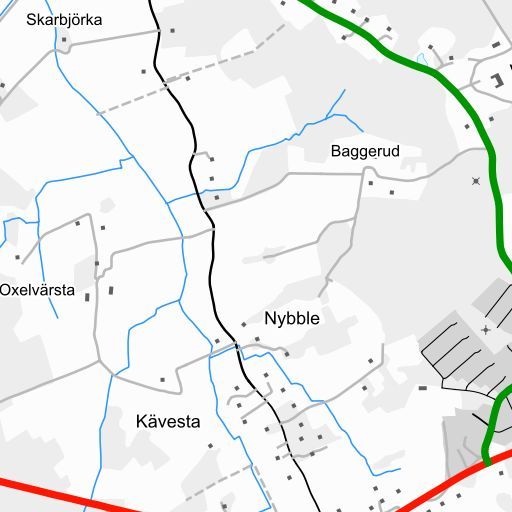 Skarbjörka
Baggerud
Oxelvärsta
Nybble
Kävesta